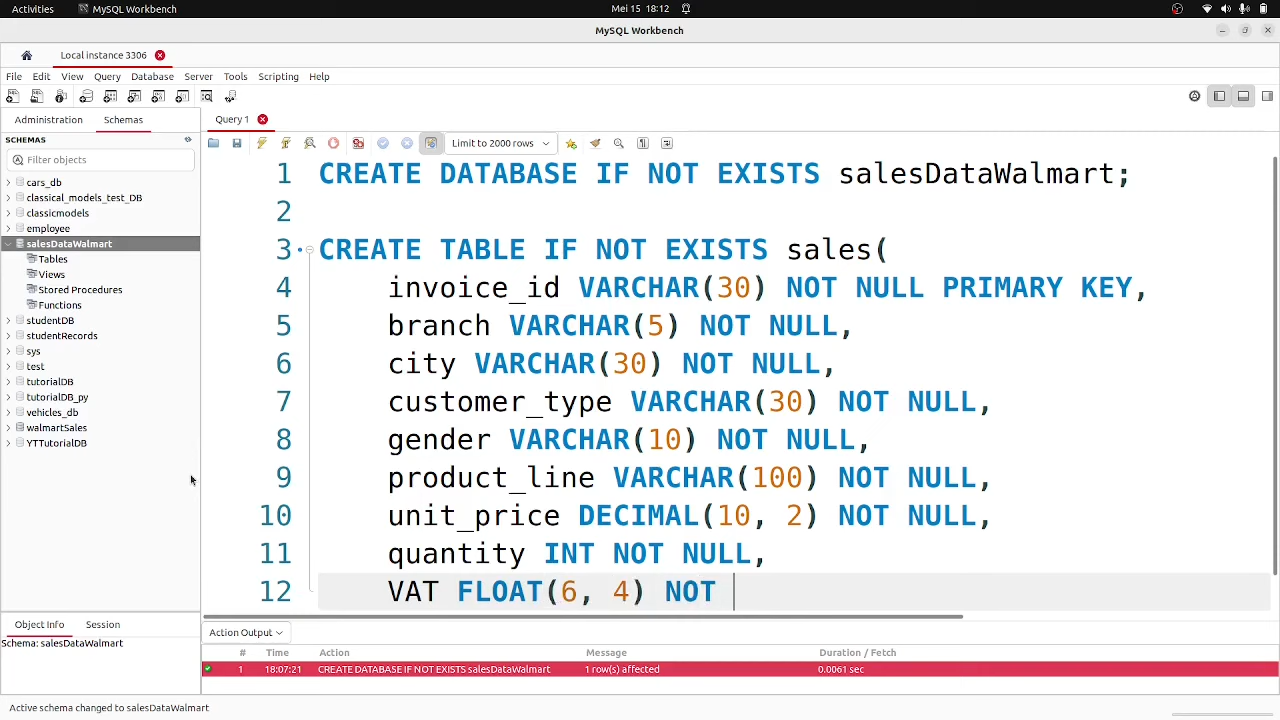 Activities MySQL Workbench Mei 15 18:12
MySQL Workbench
Local instance 3306
File Edit View Query Database Server Tools Scripting Help
Administration Schemas
SCHEMAS
Filter objects
cars_db
classical_models_test_DB
classicmodels
employee
salesDataWalmart
Tables
Views
Stored Procedures
Functions
studentDB
studentRecords
sys
test
tutorialDB
tutorialDB_py
vehicles_db
walmartSales
YTTutorialDB
Object Info Session
Schema: salesDataWalmart
Query 1
Limit to 2000 rows
1 CREATE DATABASE IF NOT EXISTS salesDataWalmart;
2
3 CREATE TABLE IF NOT EXISTS sales(
4 invoice_id VARCHAR(30) NOT NULL PRIMARY KEY,
5 branch VARCHAR(5) NOT NULL,
6 city VARCHAR(30) NOT NULL,
7 customer_type VARCHAR(30) NOT NULL,
8 gender VARCHAR(10) NOT NULL,
9 product_line VARCHAR(100) NOT NULL,
10 unit_price DECIMAL(10, 2) NOT NULL,
11 quantity INT NOT NULL,
12 VAT FLOAT(6, 4) NOT
Action Output
# Time Action Message Duration / Fetch
1 18:07:21 CREATE DATABASE IF NOT EXISTS salesDataWalmart 1 row(s) affected 0.0061 sec
Active schema changed to salesDataWalmart